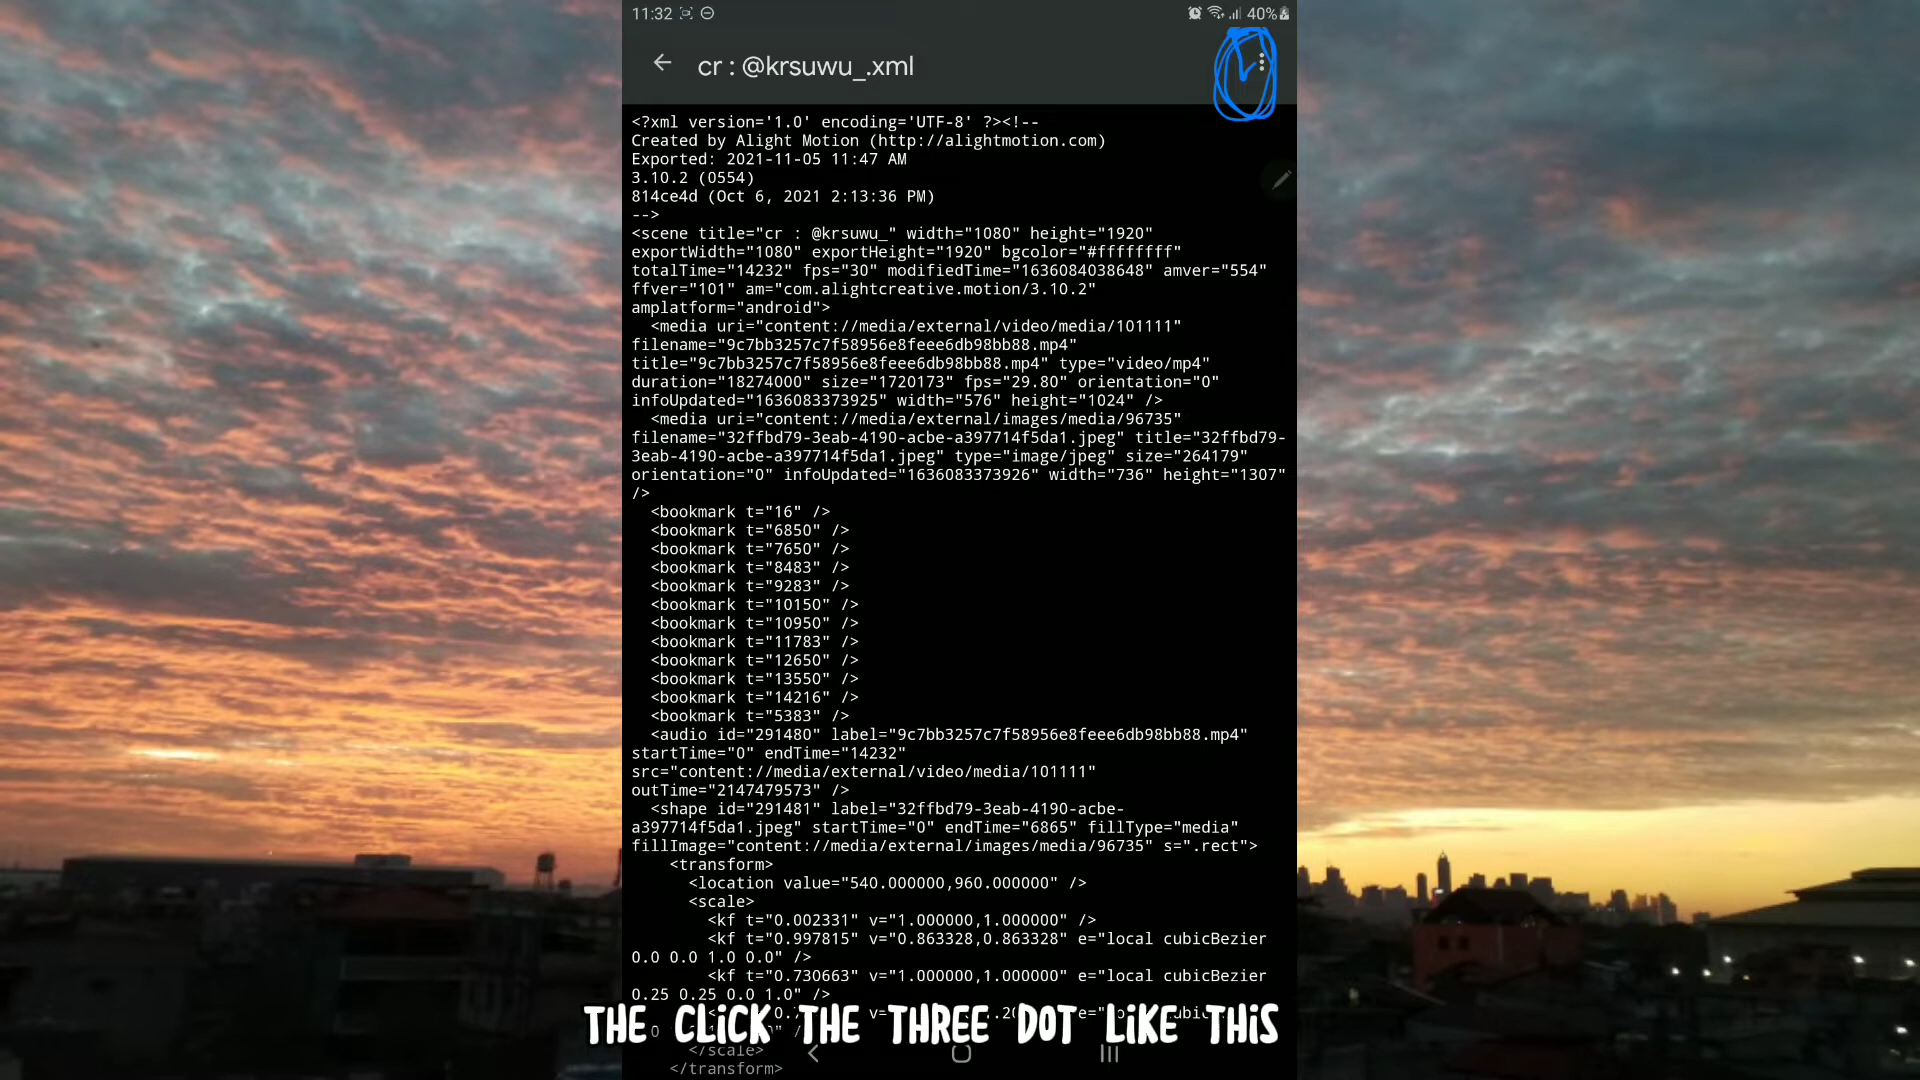 11:32
40%
cr : @krsuwu_.xml
<?xml version='1.0' encoding='UTF-8' ?><!--
Created by Alight Motion (http://alightmotion.com)
Exported: 2021-11-05 11:47 AM
3.10.2 (0554)
814ce4d (Oct 6, 2021 2:13:36 PM)
-->
<scene title="cr : @krsuwu_" width="1080" height="1920"
exportWidth="1080" exportHeight="1920" bgcolor="#ffffffff"
totalTime="14232" fps="30" modifiedTime="1636084038648" amver="554"
ffver="101" am="com.alightcreative.motion/3.10.2"
amplatform="android">
<media uri="content://media/external/video/media/101111"
filename="9c7bb3257c7f58956e8feee6db98bb88.mp4"
title="9c7bb3257c7f58956e8feee6db98bb88.mp4" type="video/mp4"
duration="18274000" size="1720173" fps="29.80" orientation="0"
infoUpdated="1636083373925" width="576" height="1024" />
<media uri="content://media/external/images/media/96735"
filename="32ffbd79-3eab-4190-acbe-a397714f5da1.jpeg" title="32ffbd79-
3eab-4190-acbe-a397714f5da1.jpeg" type="image/jpeg" size="264179"
orientation="0" infoUpdated="1636083373926" width="736" height="1307"
/>
<bookmark t="16" />
<bookmark t="6850" />
<bookmark t="7650" />
<bookmark t="8483" />
<bookmark t="9283" />
<bookmark t="10150" />
<bookmark t="10950" />
<bookmark t="11783" />
<bookmark t="12650" />
<bookmark t="13550" />
<bookmark t="14216" />
<bookmark t="5383" />
<audio id="291480" label="9c7bb3257c7f58956e8feee6db98bb88.mp4"
startTime="0" endTime="14232"
src="content://media/external/video/media/101111"
outTime="2147479573" />
<shape id="291481" label="32ffbd79-3eab-4190-acbe-
a397714f5da1.jpeg" startTime="0" endTime="6865" fillType="media"
fillImage="content://media/external/images/media/96735" s=".rect">
<transform>
<location value="540.000000,960.000000" />
<scale>
<kf t="0.002331" v="1.000000,1.000000" />
<kf t="0.997815" v="0.863328,0.863328" e="local cubicBezier
0.0 0.0 1.0 0.0" />
<kf t="0.730663" v="1.000000,1.000000" e="local cubicBezier
0.25 0.25 0.0 1.0" />
THE CLICK THE THREE DOT LIKE THIS
</scale>
</transform>